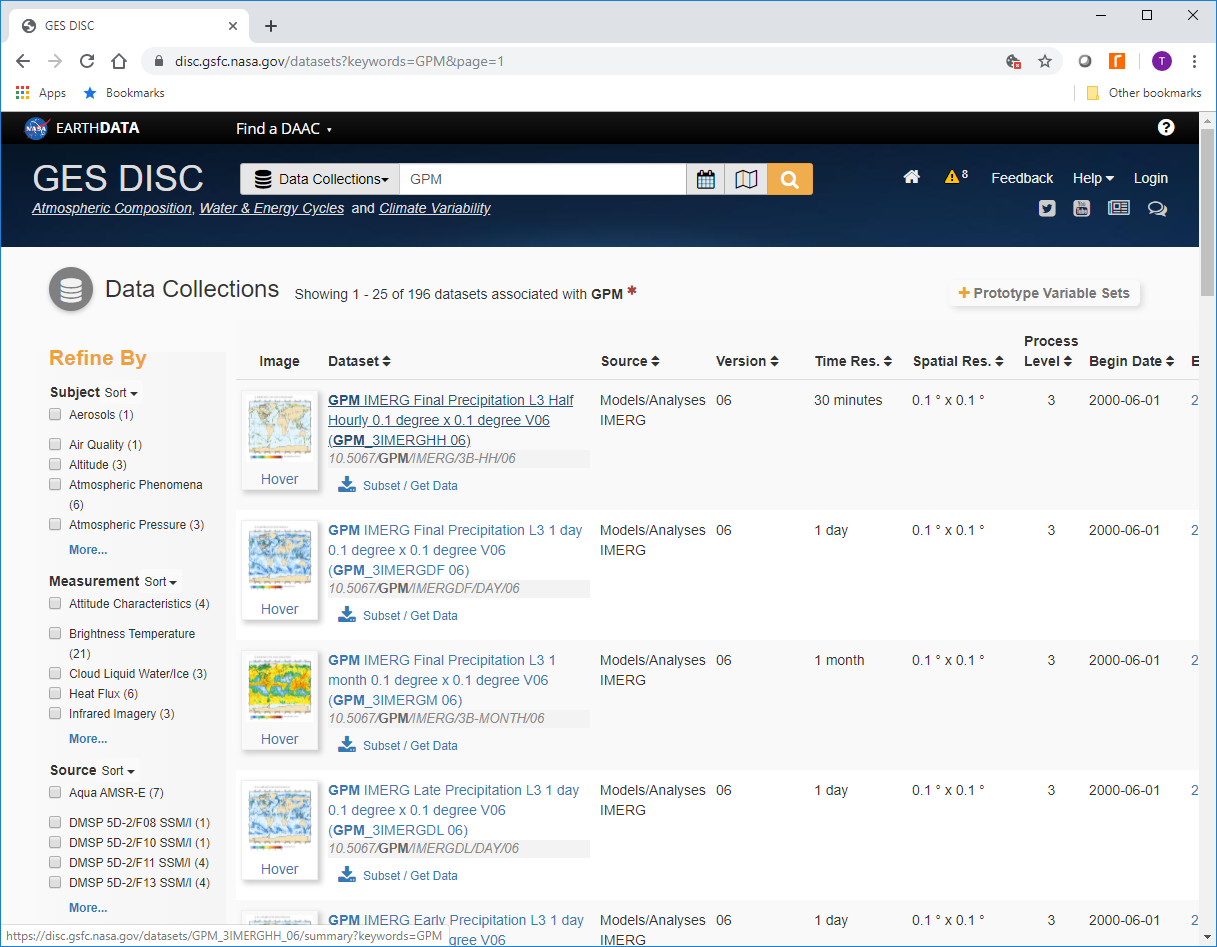 GES DISC
disc.gsfc.nasa.gov/datasets?keywords=GPM&page=1
T
Apps
Bookmarks
Other bookmarks
NASA
EARTHDATA
Find a DAAC
GES DISC
Data Collections
GPM
8
Feedback
Help
Login
Atmospheric Composition, Water & Energy Cycles and Climate Variability
Data Collections
Showing 1 - 25 of 196 datasets associated with GPM *
+ Prototype Variable Sets
Refine By
Subject Sort
Aerosols (1)
Air Quality (1)
Altitude (3)
Atmospheric Phenomena
(6)
Atmospheric Pressure (3)
More...
Measurement Sort
Attitude Characteristics (4)
Brightness Temperature
(21)
Cloud Liquid Water/Ice (3)
Heat Flux (6)
Infrared Imagery (3)
More...
Source Sort
Aqua AMSR-E (7)
DMSP 5D-2/F08 SSM/I (1)
DMSP 5D-2/F10 SSM/I (1)
DMSP 5D-2/F11 SSM/I (4)
DMSP 5D-2/F13 SSM/I (4)
More...
Image Dataset Source Version Time Res. Spatial Res. Process Level Begin Date E
GPM IMERG Final Precipitation L3 Half Models/Analyses 06 30 minutes 0.1 ° x 0.1 ° 3 2000-06-01 2
Hourly 0.1 degree x 0.1 degree V06 IMERG
(GPM_3IMERGHH 06)
10.5067/GPM/IMERG/3B-HH/06
Hover
Subset / Get Data
GPM IMERG Final Precipitation L3 1 day Models/Analyses 06 1 day 0.1 ° x 0.1 ° 3 2000-06-01 2
0.1 degree x 0.1 degree V06 IMERG
(GPM_3IMERGDF 06)
10.5067/GPM/IMERGDF/DAY/06
Hover
Subset / Get Data
GPM IMERG Final Precipitation L3 1 Models/Analyses 06 1 month 0.1 ° x 0.1 ° 3 2000-06-01 2
month 0.1 degree x 0.1 degree V06 IMERG
(GPM_3IMERGM 06)
10.5067/GPM/IMERG/3B-MONTH/06
Hover
Subset / Get Data
GPM IMERG Late Precipitation L3 1 day Models/Analyses 06 1 day 0.1 ° x 0.1 ° 3 2000-06-01 2
0.1 degree x 0.1 degree V06 IMERG
(GPM_3IMERGDL 06)
10.5067/GPM/IMERGDL/DAY/06
Hover
Subset / Get Data
GPM IMERG Early Precipitation L3 1 day Models/Analyses 06 1 day 0.1 ° x 0.1 ° 3 2000-06-01 2
gree V06 IMERG
https://disc.gsfc.nasa.gov/datasets/GPM_3IMERGHH_06/summary?keywords=GPM